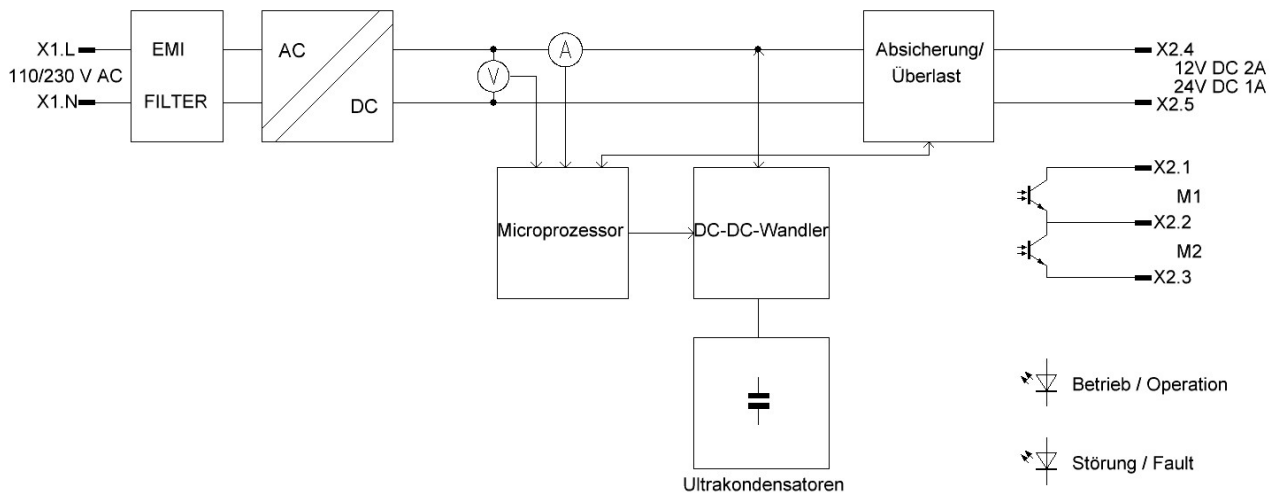 X1.L
110/230 V AC
X1.N
EMI
FILTER
AC
DC
V
A
Absicherung/
Überlast
X2.4
12V DC 2A
24V DC 1A
X2.5
Microprozessor
DC-DC-Wandler
Ultrakondensatoren
X2.1
M1
X2.2
M2
X2.3
Betrieb / Operation
Störung / Fault